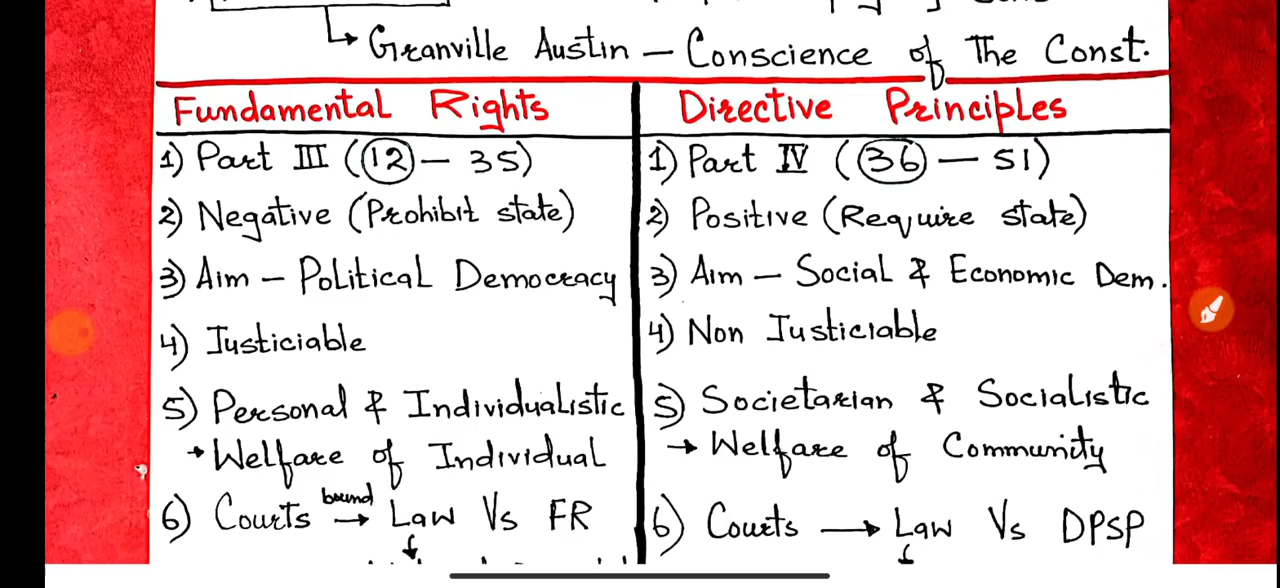 ↳ Granville Austin – Conscience of The Const.
Fundamental Rights
1) Part III (12 – 35)
2) Negative (Prohibit state)
3) Aim – Political Democracy
4) Justiciable
5) Personal & Individualistic
→ Welfare of Individual
6) Courts bound → Law Vs FR
Directive Principles
1) Part IV (36 – 51)
2) Positive (Require state)
3) Aim – Social & Economic Dem.
4) Non Justiciable
5) Societarian & Socialistic
→ Welfare of Community
6) Courts → Law Vs DPSP